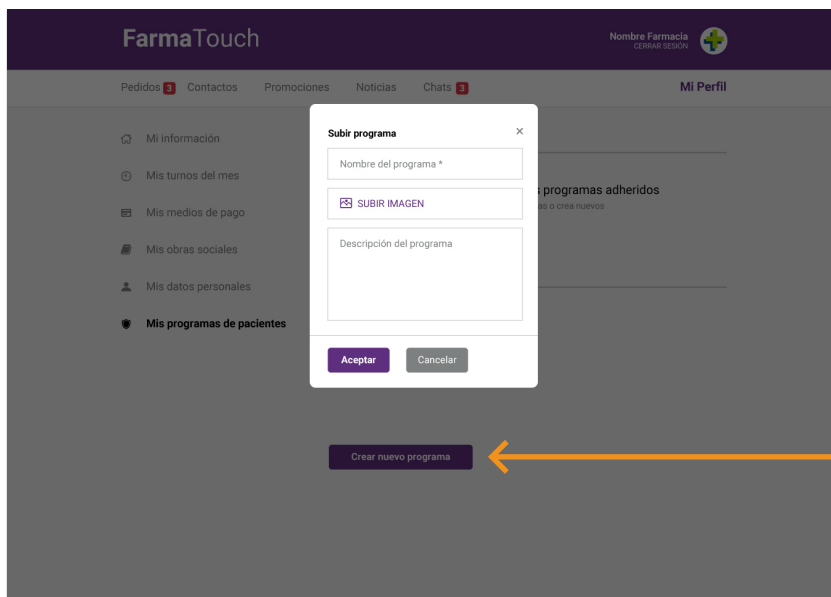 FarmaTouch
Nombre Farmacia
CERRAR SESIÓN
Pedidos 3 Contactos Promociones Noticias Chats 3 Mi Perfil
Mi información
Mis turnos del mes
Mis medios de pago
Mis obras sociales
Mis datos personales
Mis programas de pacientes
Subir programa ×
Nombre del programa *
SUBIR IMAGEN
Descripción del programa
Aceptar Cancelar
programas adheridos
o crea nuevos
Crear nuevo programa